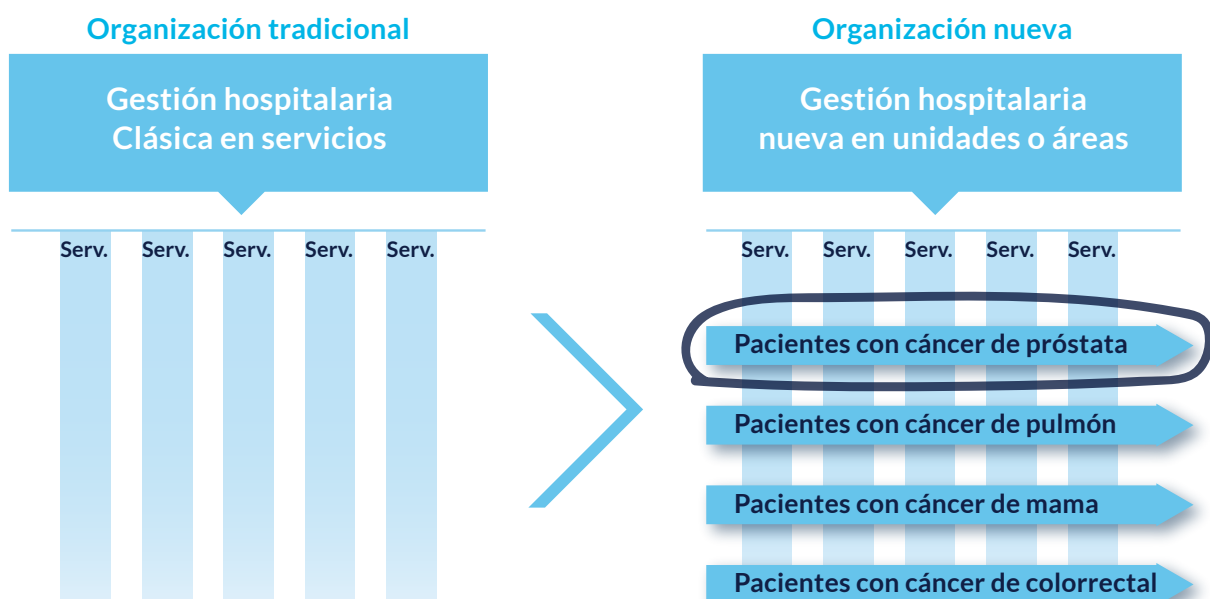 Organización tradicional
Gestión hospitalaria
Clásica en servicios
Serv. Serv. Serv. Serv. Serv.
Organización nueva
Gestión hospitalaria
nueva en unidades o áreas
Serv. Serv. Serv. Serv. Serv.
Pacientes con cáncer de próstata
Pacientes con cáncer de pulmón
Pacientes con cáncer de mama
Pacientes con cáncer de colorrectal